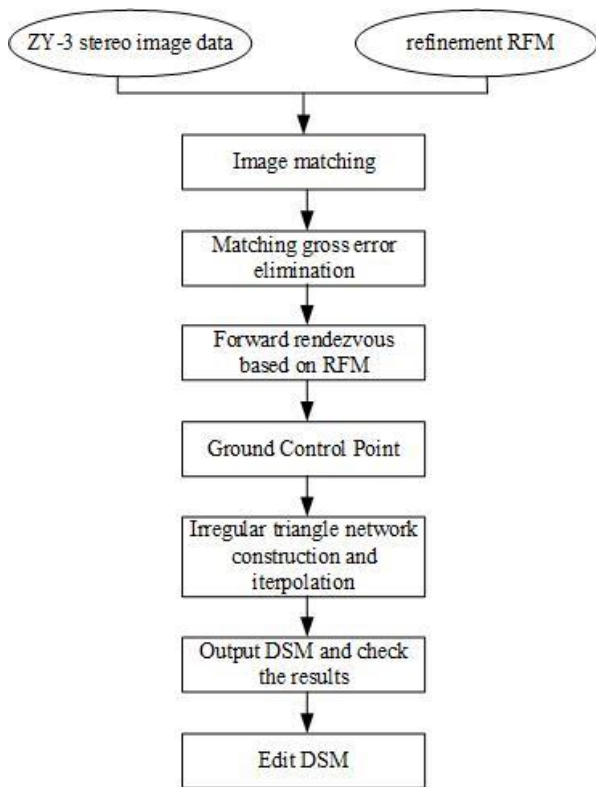 ZY-3 stereo image data
refinement RFM
Image matching
Matching gross error
elimination
Forward rendezvous
based on RFM
Ground Control Point
Irregular triangle network
construction and
iterpolation
Output DSM and check
the results
Edit DSM